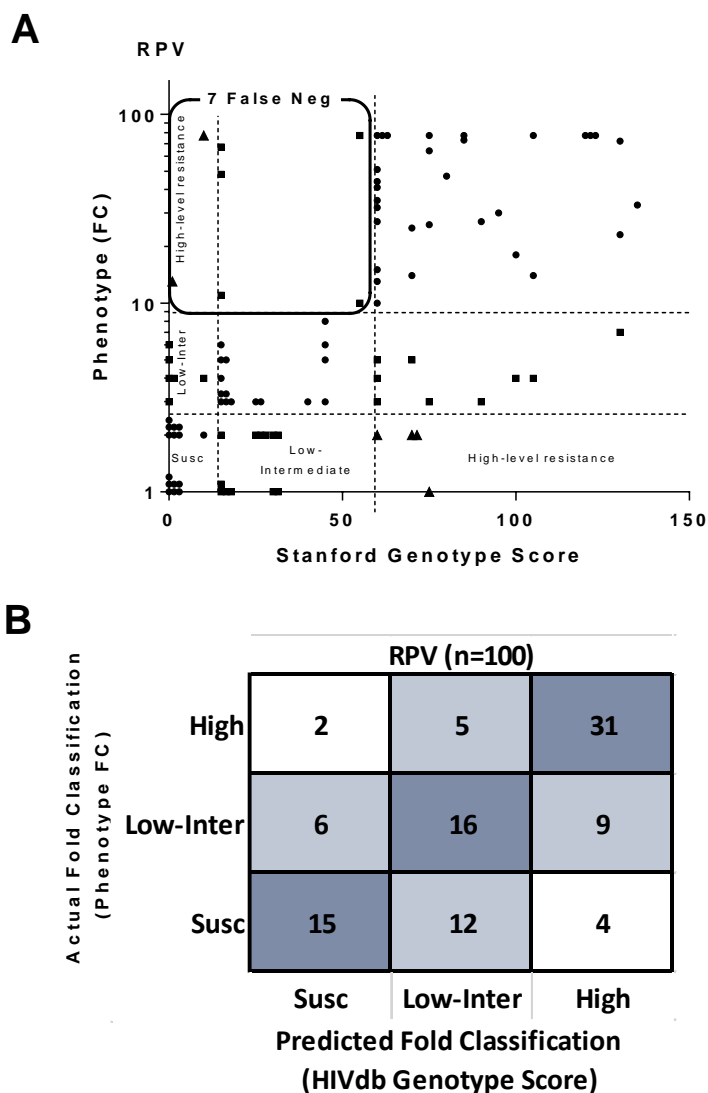 A
RPV
7 False Neg
100
10
1
Phenotype (FC)
High-level resistance
Low-Inter
Susc
Low-
Intermediate
High-level resistance
0
50
100
150
Stanford Genotype Score
B
RPV (n=100)
Actual Fold Classification
(Phenotype FC)
High
2
5
31
Low-Inter
6
16
9
Susc
15
12
4
Susc
Low-Inter
High
Predicted Fold Classification
(HIVdb Genotype Score)